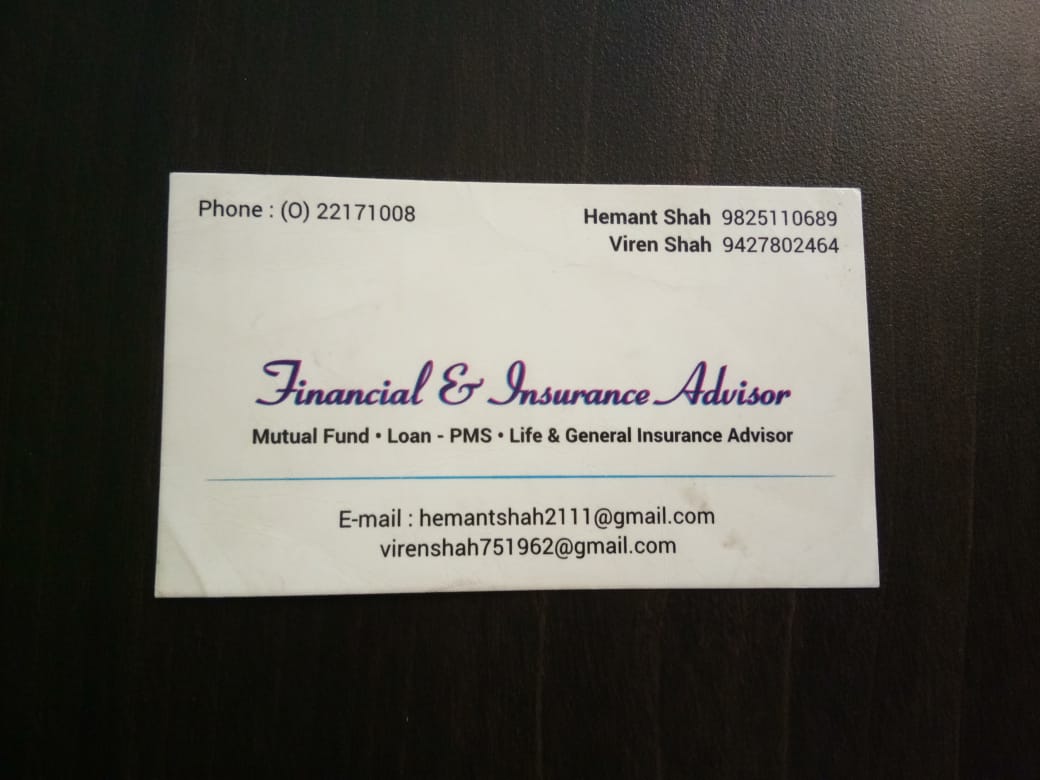 Phone : (O) 22171008
Hemant Shah 9825110689
Viren Shah 9427802464
Financial & Insurance Advisor
Mutual Fund • Loan - PMS • Life & General Insurance Advisor
E-mail : hemantshah2111@gmail.com
virenshah751962@gmail.com